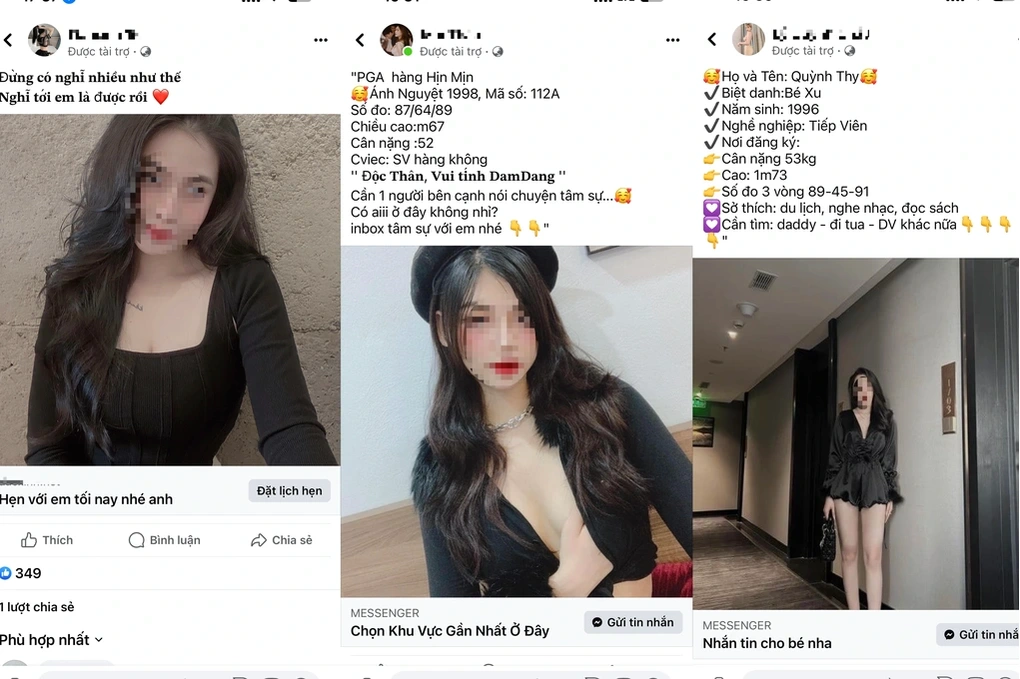 Được tài trợ ·
Đừng có nghĩ nhiều như thế
Nghĩ tới em là được rồi ❤️
Hẹn với em tối nay nhé anh
Đặt lịch hẹn
Thích
Bình luận
Chia sẻ
349
1 lượt chia sẻ
Phù hợp nhất
Được tài trợ ·
"PGA hàng Hịn Mịn
🥰Ánh Nguyệt 1998, Mã số: 112A
Số đo: 87/64/89
Chiều cao:m67
Cân nặng :52
Cviec: SV hàng không
'' Độc Thân, Vui tính DamDang ''
Cần 1 người bên cạnh nói chuyện tâm sự...🥰
Có aiii ở đây không nhỉ?
inbox tâm sự với em nhé 👇👇"
MESSENGER
Chọn Khu Vực Gần Nhất Ở Đây
Gửi tin nhắn
Được tài trợ ·
🥰Họ và Tên: Quỳnh Thy🥰
✔️Biệt danh:Bé Xu
✔️Năm sinh: 1996
✔️Nghề nghiệp: Tiếp Viên
✔️Nơi đăng ký:
👉Cân nặng 53kg
👉Cao: 1m73
👉Số đo 3 vòng 89-45-91
💟Sở thích: du lịch, nghe nhạc, đọc sách
💟Cần tìm: daddy - đi tua - DV khác nữa 👇👇👇
👇"
1703
MESSENGER
Nhắn tin cho bé nha
Gửi tin nhắ